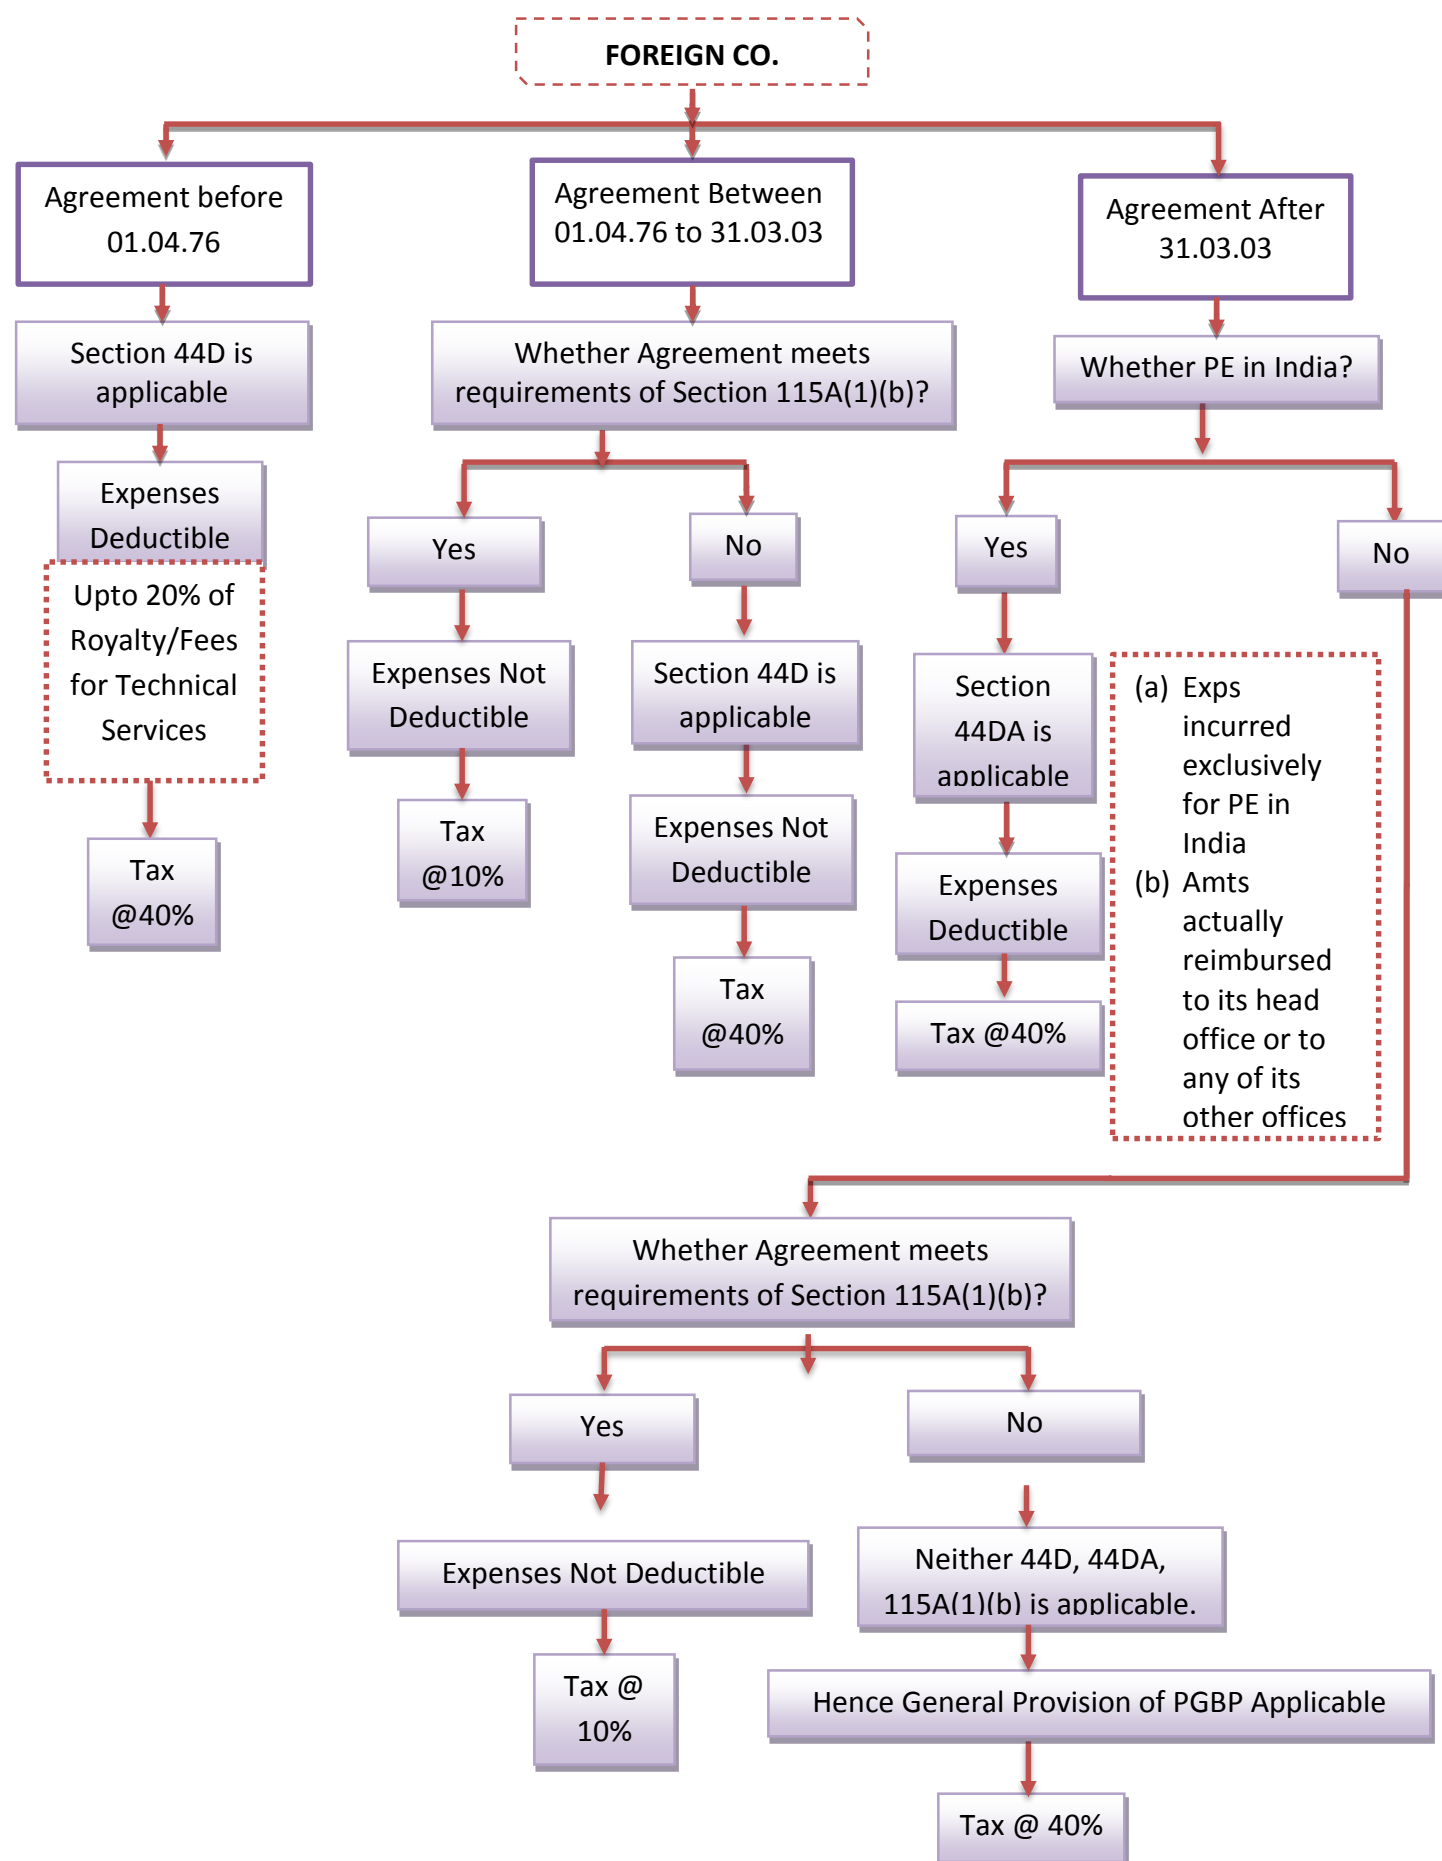 FOREIGN CO.
Agreement before
01.04.76
Agreement Between
01.04.76 to 31.03.03
Agreement After
31.03.03
Section 44D is
applicable
Whether Agreement meets
requirements of Section 115A(1)(b)?
Whether PE in India?
Expenses
Deductible
Upto 20% of
Royalty/Fees
for Technical
Services
Tax
@40%
Yes
Expenses Not
Deductible
Tax
@10%
No
Section 44D is
applicable
Expenses Not
Deductible
Tax
@40%
Yes
Section
44DA is
applicable
Expenses
Deductible
Tax @40%
No
(a) Exps
incurred
exclusively
for PE in
India
(b) Amts
actually
reimbursed
to its head
office or to
any of its
other offices
Whether Agreement meets
requirements of Section 115A(1)(b)?
Yes
Expenses Not Deductible
Tax @
10%
No
Neither 44D, 44DA,
115A(1)(b) is applicable.
Hence General Provision of PGBP Applicable
Tax @ 40%